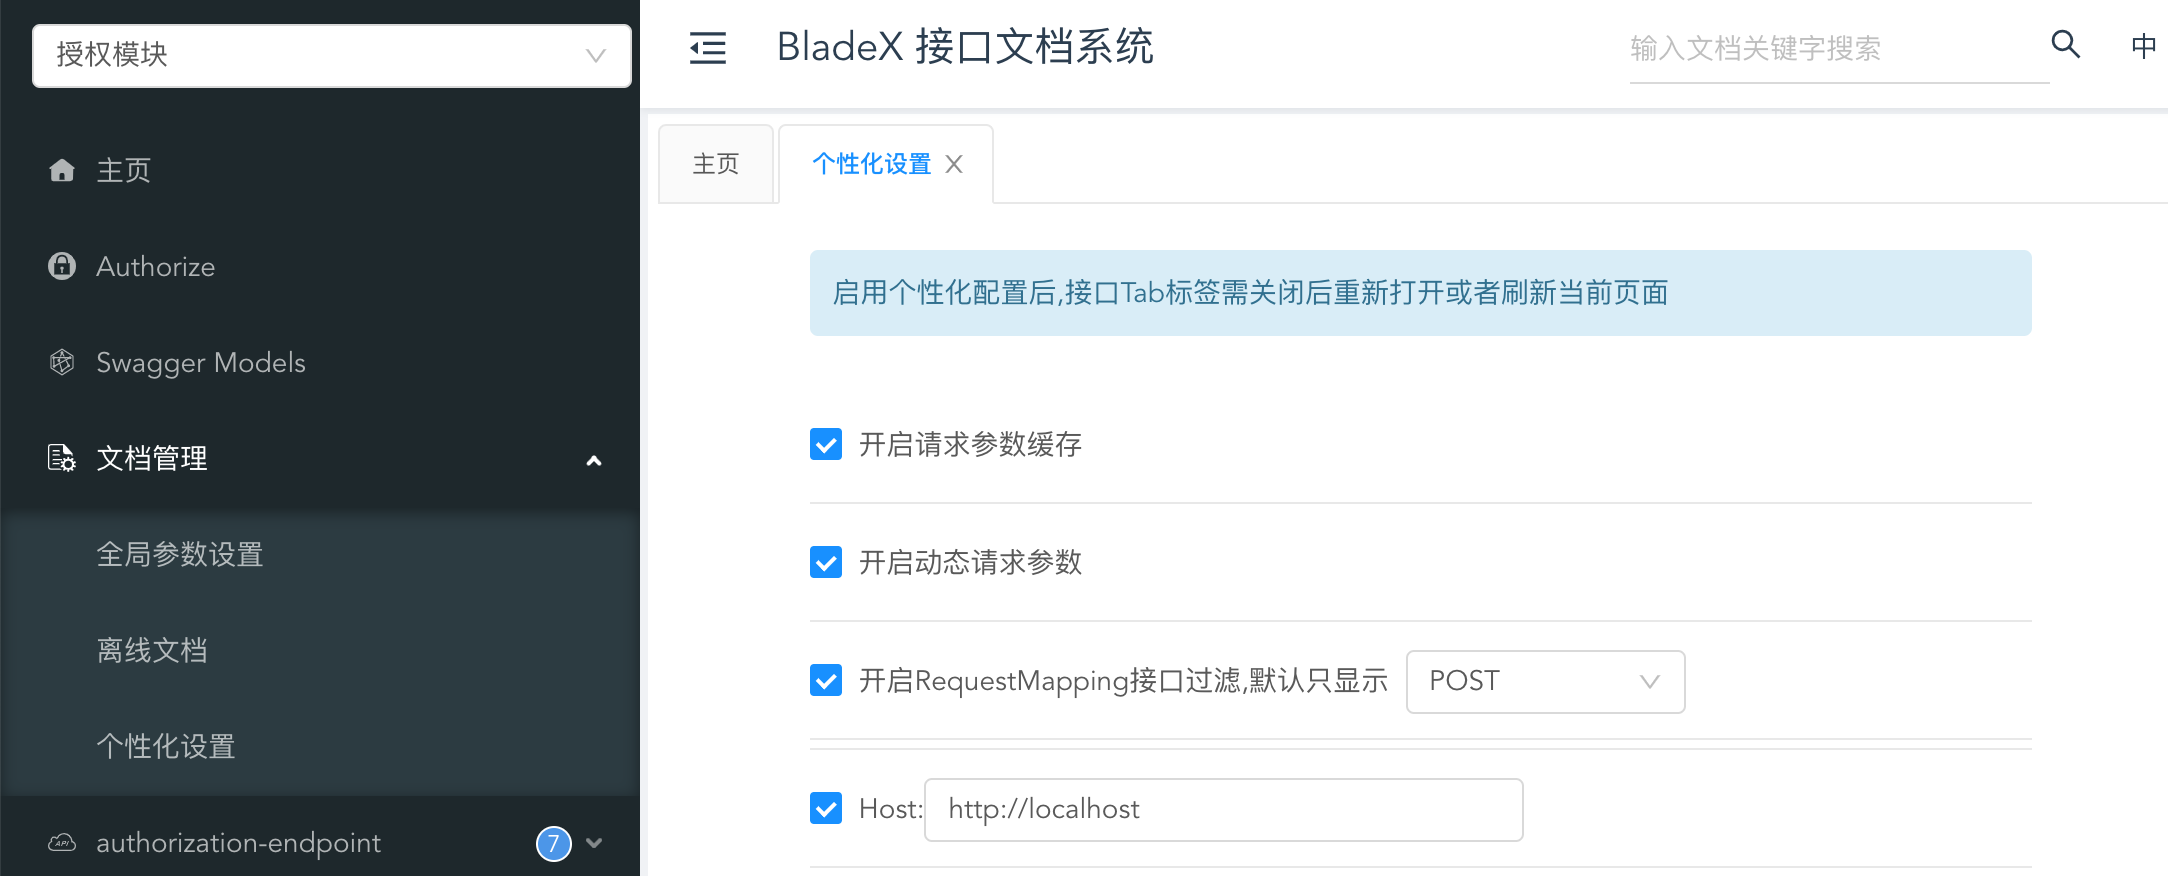 授权模块
主页
Authorize
Swagger Models
文档管理
全局参数设置
离线文档
个性化设置
API authorization-endpoint 7
BladeX 接口文档系统
输入文档关键字搜索
中
主页 个性化设置
启用个性化配置后,接口Tab标签需关闭后重新打开或者刷新当前页面
开启请求参数缓存
开启动态请求参数
开启RequestMapping接口过滤,默认只显示 POST
Host: http://localhost